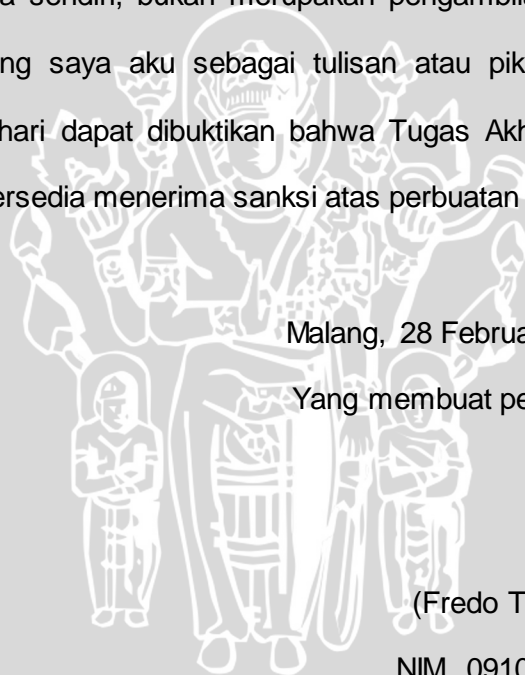 sendiri, bukan merupakan
ng saya aku sebagai tulisan atau pik
hari dapat dibuktikan bahwa Tugas Akh
ersedia menerima sanksi atas perbuatan
Malang, 28 Februa
Yang membuat pe
(Fredo T
NIM. 0910